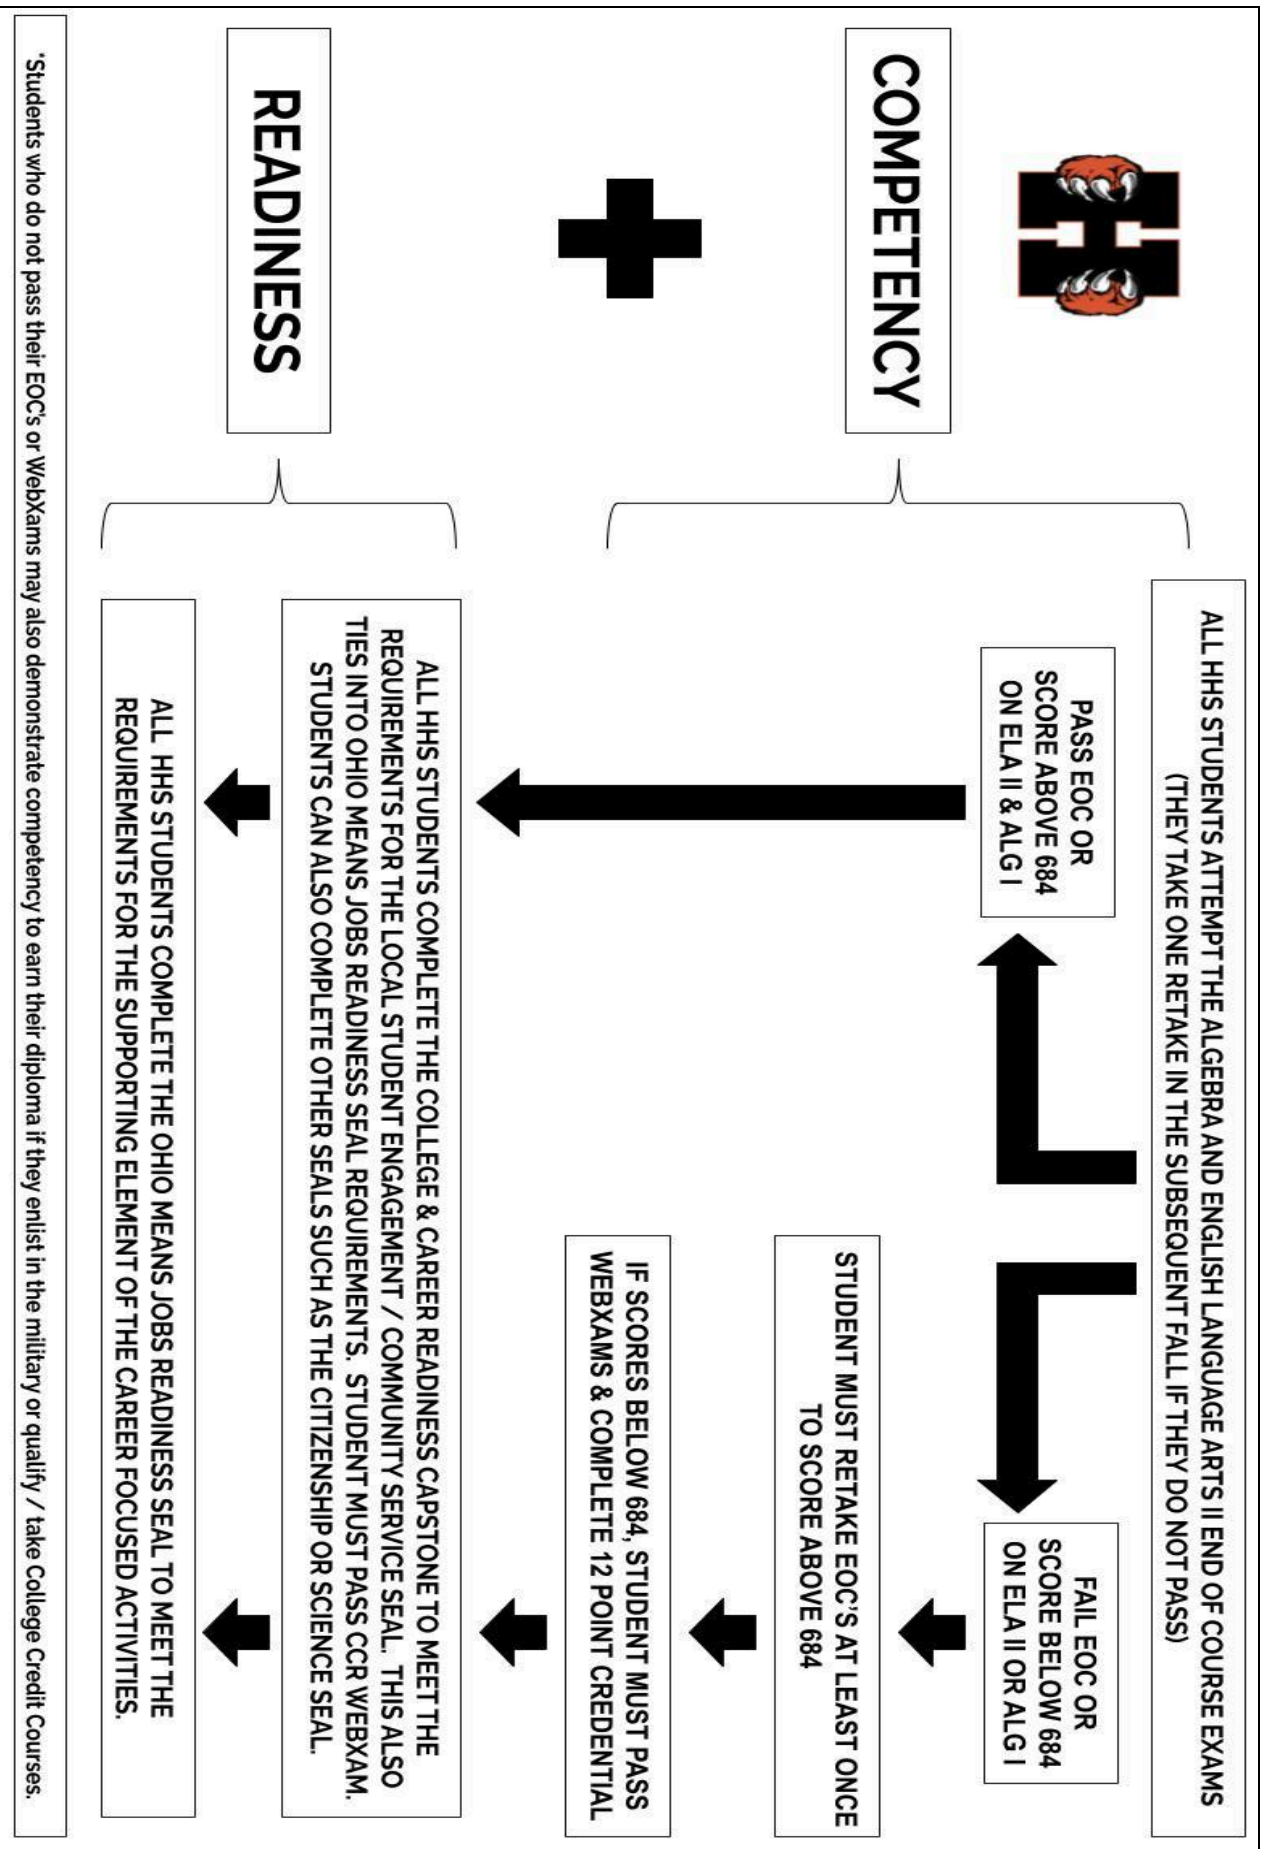 H
COMPETENCY
READINESS
ALL HHS STUDENTS ATTEMPT THE ALGEBRA AND ENGLISH LANGUAGE ARTS II END OF COURSE EXAMS
(THEY TAKE ONE RETAKE IN THE SUBSEQUENT FALL IF THEY DO NOT PASS)
PASS EOC OR
SCORE ABOVE 684
ON ELA II & ALG I
FAIL EOC OR
SCORE BELOW 684
ON ELA II OR ALG I
STUDENT MUST RETAKE EOC'S AT LEAST ONCE
TO SCORE ABOVE 684
IF SCORES BELOW 684, STUDENT MUST PASS
WEBXAMS & COMPLETE 12 POINT CREDENTIAL
ALL HHS STUDENTS COMPLETE THE COLLEGE & CAREER READINESS CAPSTONE TO MEET THE
REQUIREMENTS FOR THE LOCAL STUDENT ENGAGEMENT / COMMUNITY SERVICE SEAL. THIS ALSO
TIES INTO OHIO MEANS JOBS READINESS SEAL REQUIREMENTS. STUDENT MUST PASS CCR WEBXAM.
STUDENTS CAN ALSO COMPLETE OTHER SEALS SUCH AS THE CITIZENSHIP OR SCIENCE SEAL.
ALL HHS STUDENTS COMPLETE THE OHIO MEANS JOBS READINESS SEAL TO MEET THE
REQUIREMENTS FOR THE SUPPORTING ELEMENT OF THE CAREER FOCUSED ACTIVITIES.
*Students who do not pass their EOC's or WebXams may also demonstrate competency to earn their diploma if they enlist in the military or qualify / take College Credit Courses.